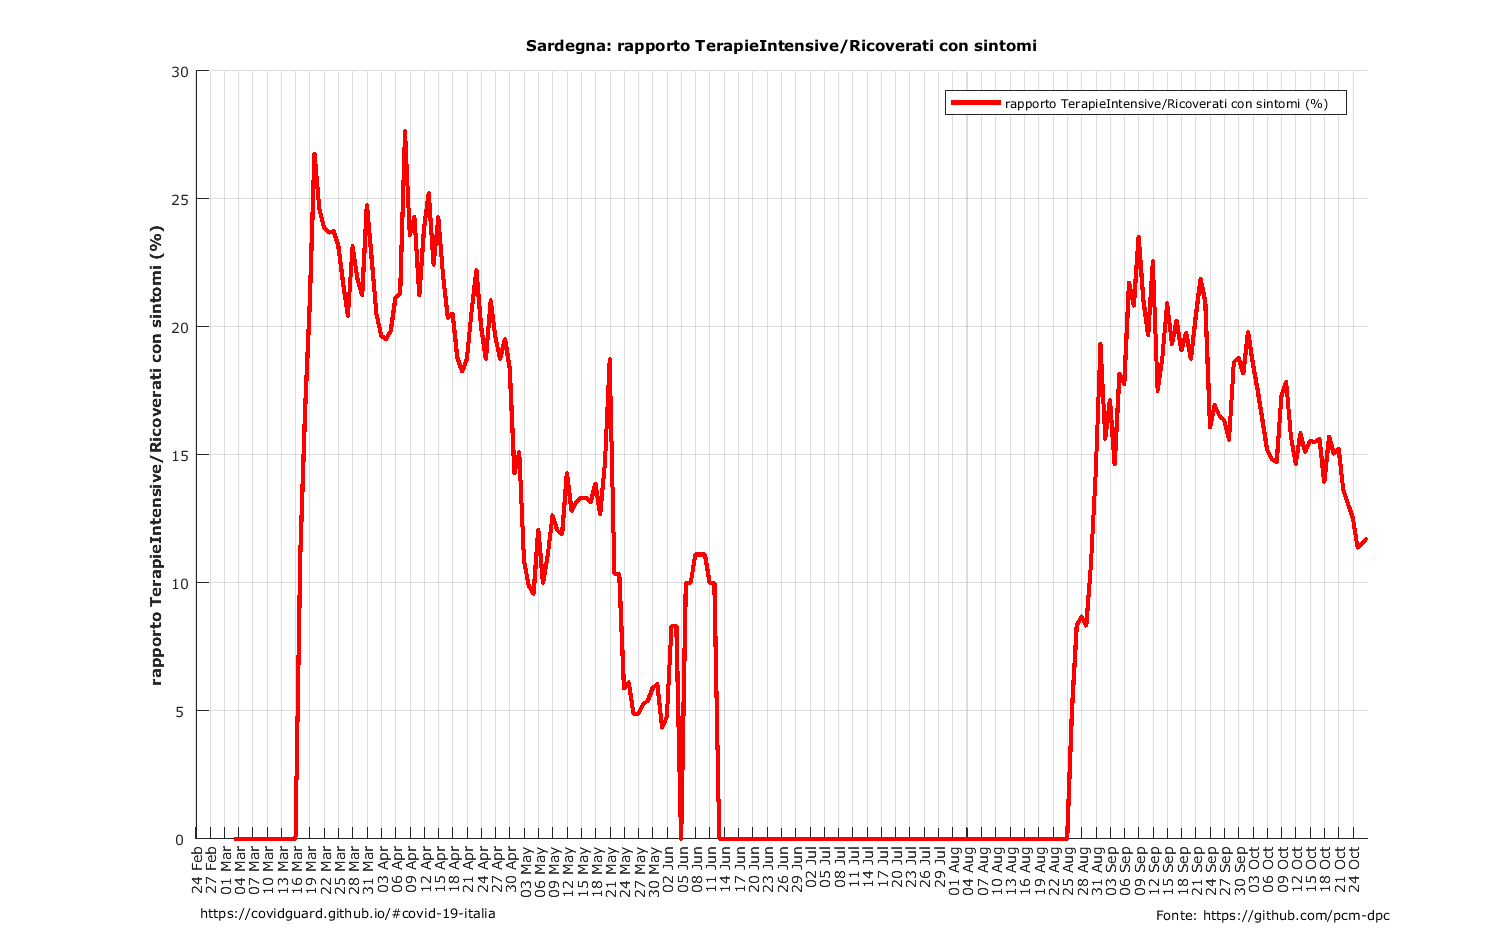 Sardegna: rapporto TerapieIntensive/Ricoverati con sintomi
rapporto TerapieIntensive/Ricoverati con sintomi (%)
rapporto TerapieIntensive/Ricoverati con sintomi (%)
30
25
20
15
10
5
0
24 Feb
27 Feb
01 Mar
04 Mar
07 Mar
10 Mar
13 Mar
16 Mar
19 Mar
22 Mar
25 Mar
28 Mar
31 Mar
03 Apr
06 Apr
09 Apr
12 Apr
15 Apr
18 Apr
21 Apr
24 Apr
27 Apr
30 Apr
03 May
06 May
09 May
12 May
15 May
18 May
21 May
24 May
27 May
30 May
02 Jun
05 Jun
08 Jun
11 Jun
14 Jun
17 Jun
20 Jun
23 Jun
26 Jun
29 Jun
02 Jul
05 Jul
08 Jul
11 Jul
14 Jul
17 Jul
20 Jul
23 Jul
26 Jul
29 Jul
01 Aug
04 Aug
07 Aug
10 Aug
13 Aug
16 Aug
19 Aug
22 Aug
25 Aug
28 Aug
31 Aug
03 Sep
06 Sep
09 Sep
12 Sep
15 Sep
18 Sep
21 Sep
24 Sep
27 Sep
30 Sep
03 Oct
06 Oct
09 Oct
12 Oct
15 Oct
18 Oct
21 Oct
24 Oct
https://covidguard.github.io/#covid-19-italia
Fonte: https://github.com/pcm-dpc